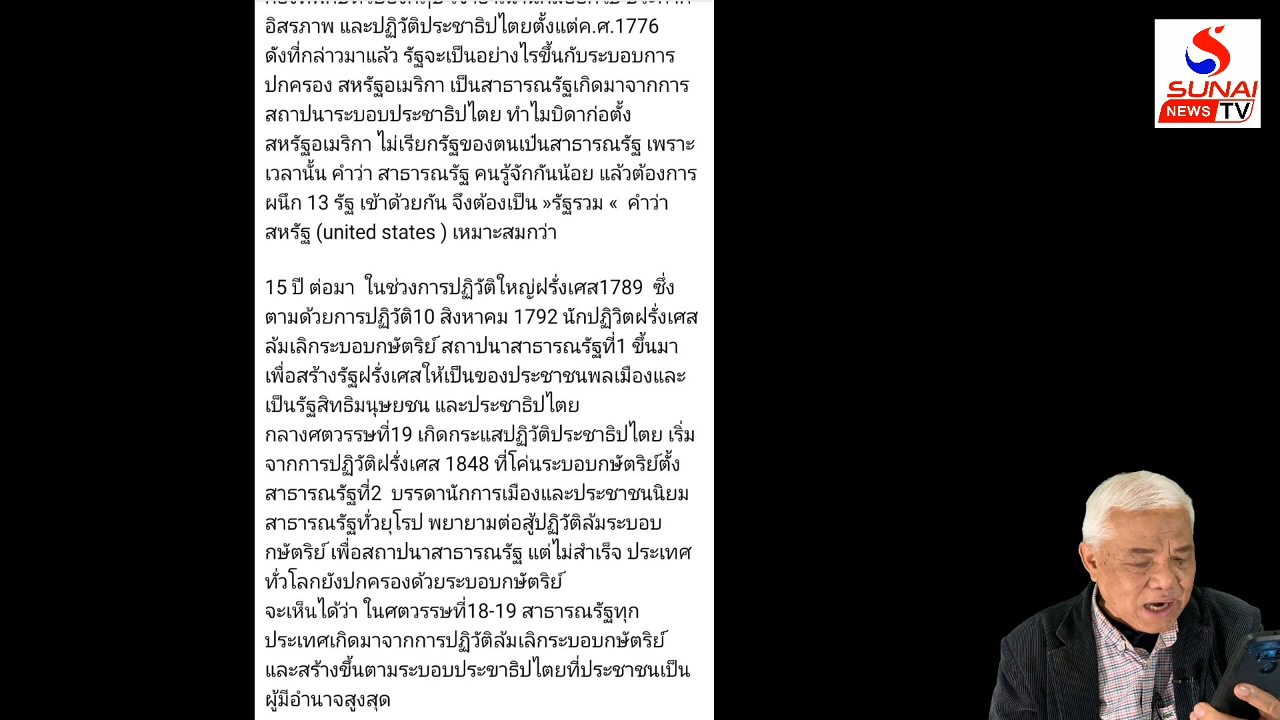 อิสรภาพ และปฏิวัติประชาธิปไตยตั้งแต่ค.ศ.1776
ดังที่กล่าวมาแล้ว รัฐจะเป็นอย่างไรขึ้นกับระบอบการ
ปกครอง สหรัฐอเมริกา เป็นสาธารณรัฐเกิดมาจากการ
สถาปนาระบอบประชาธิปไตย ทำไมบิดาก่อตั้ง
สหรัฐอเมริกา ไม่เรียกรัฐของตนเป๋นสาธารณรัฐ เพราะ
เวลานั้น คำว่า สาธารณรัฐ คนรู้จักกันน้อย แล้วต้องการ
ผนึก 13 รัฐ เข้าด้วยกัน จึงต้องเป็น »รัฐรวม «  คำว่า
สหรัฐ (united states ) เหมาะสมกว่า
15 ปี ต่อมา  ในช่วงการปฏิวัติใหญ่ฝรั่งเศส1789  ซึ่ง
ตามด้วยการปฏิวัติ10 สิงหาคม 1792 นักปฏิวิตฝรั่งเศส
ล้มเลิกระบอบกษัตริย์ สถาปนาสาธารณรัฐที่1 ขึ้นมา
เพื่อสร้างรัฐฝรั่งเศสให้เป็นของประชาชนพลเมืองและ
เป็นรัฐสิทธิมนุษยชน และประชาธิปไตย
กลางศตวรรษที่19 เกิดกระแสปฏิวัติประชาธิปไตย เริ่ม
จากการปฏิวัติฝรั่งเศส 1848 ที่โค่นระบอบกษัตริย์ตั้ง
สาธารณรัฐที่2  บรรดานักการเมืองและประชาชนนิยม
สาธารณรัฐทั่วยุโรป พยายามต่อสู้ปฏิวัติล้มระบอบ
กษัตริย์ เพื่อสถาปนาสาธารณรัฐ แต่ไม่สำเร็จ ประเทศ
ทั่วโลกยังปกครองด้วยระบอบกษัตริย์
จะเห็นได้ว่า ในศตวรรษที่18-19 สาธารณรัฐทุก
ประเทศเกิดมาจากการปฏิวัติล้มเลิกระบอบกษัตริย์
และสร้างขึ้นตามระบอบประชาธิปไตยที่ประชาชนเป็น
ผู้มีอำนาจสูงสุด
SUNAI
NEWS TV